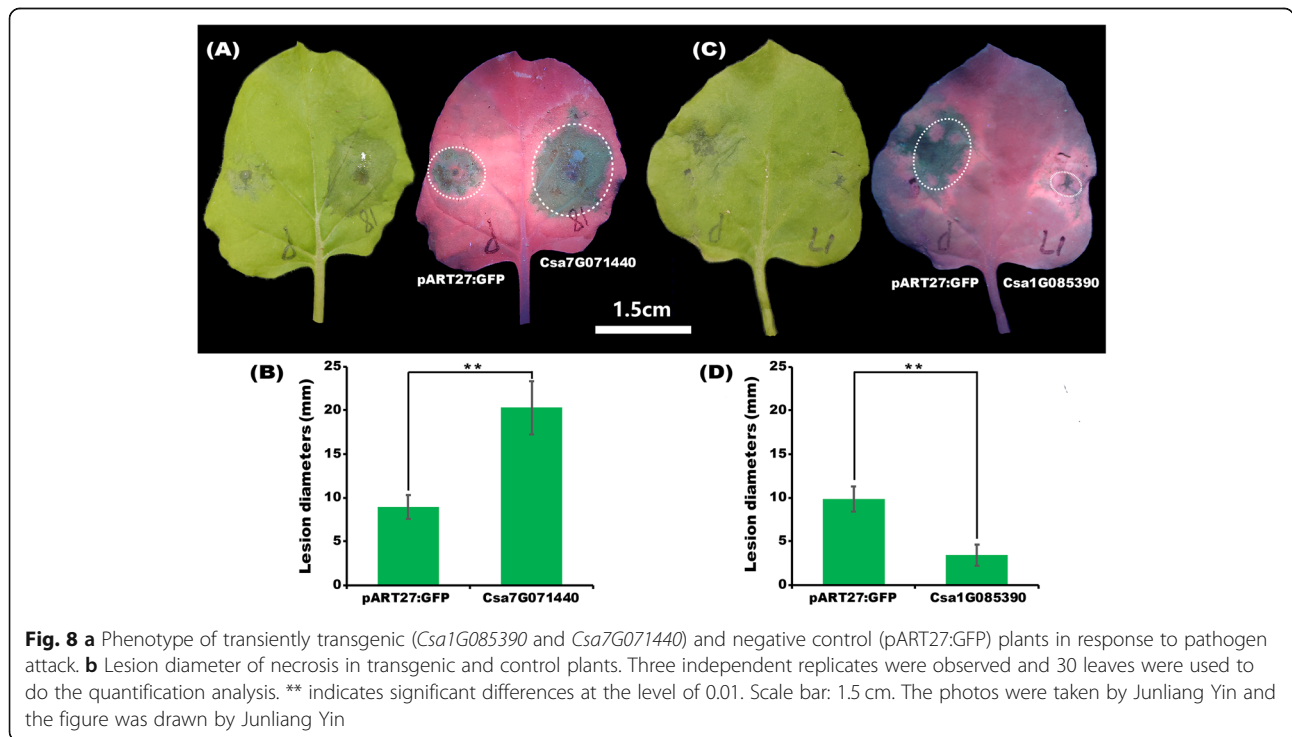 (A)
(C)
P
18
P
18
P
17
P
17
Csa7G071440
pART27:GFP
pART27:GFP
Csa1G085390
1.5cm
(B)
Lesion diameters (mm)
25
20
15
10
5
0
**
pART27:GFP
Csa7G071440
(D)
Lesion diameters (mm)
25
20
15
10
5
0
**
pART27:GFP
Csa1G085390
Fig. 8 a Phenotype of transiently transgenic (Csa1G085390 and Csa7G071440) and negative control (pART27:GFP) plants in response to pathogen
attack. b Lesion diameter of necrosis in transgenic and control plants. Three independent replicates were observed and 30 leaves were used to
do the quantification analysis. ** indicates significant differences at the level of 0.01. Scale bar: 1.5 cm. The photos were taken by Junliang Yin and
the figure was drawn by Junliang Yin